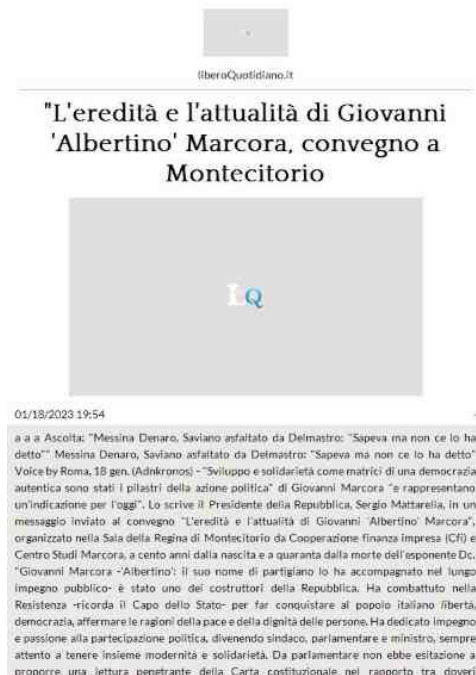 liberoQuotidiano.it
"L'eredità e l'attualità di Giovanni
'Albertino' Marcora, convegno a
Montecitorio
LQ
01/18/2023 19:54
a a a Ascolta: "Messina Denaro, Saviano asfaltato da Delmastro: "Sapeva ma non ce lo ha
detto"" Messina Denaro, Saviano asfaltato da Delmastro: "Sapeva ma non ce lo ha detto"
Voice by Roma, 18 gen. (Adnkronos) - "Sviluppo e solidarietà come matrici di una democrazia
autentica sono stati i pilastri della azione politica" di Giovanni Marcora "e rappresentano
un'indicazione per l'oggi". Lo scrive il Presidente della Repubblica, Sergio Mattarella, in un
messaggio inviato al convegno "L'eredità e l'attualità di Giovanni 'Albertino' Marcora",
organizzato nella Sala della Regina di Montecitorio da Cooperazione finanza impresa (Cfi) e
Centro Studi Marcora, a cento anni dalla nascita e a quaranta dalla morte dell'esponente Dc.
"Giovanni Marcora -'Albertino': il suo nome di partigiano lo ha accompagnato nel lungo
impegno pubblico- è stato uno dei costruttori della Repubblica. Ha combattuto nella
Resistenza -ricorda il Capo dello Stato- per far conquistare al popolo italiano libertà,
democrazia, affermare le ragioni della pace e della dignità delle persone. Ha dedicato impegno
e passione alla partecipazione politica, divenendo sindaco, parlamentare e ministro, sempre
attento a tenere insieme modernità e solidarietà. Da parlamentare non ebbe esitazione a
proporre una lettura penetrante della Carta costituzionale nel rapporto tra doveri